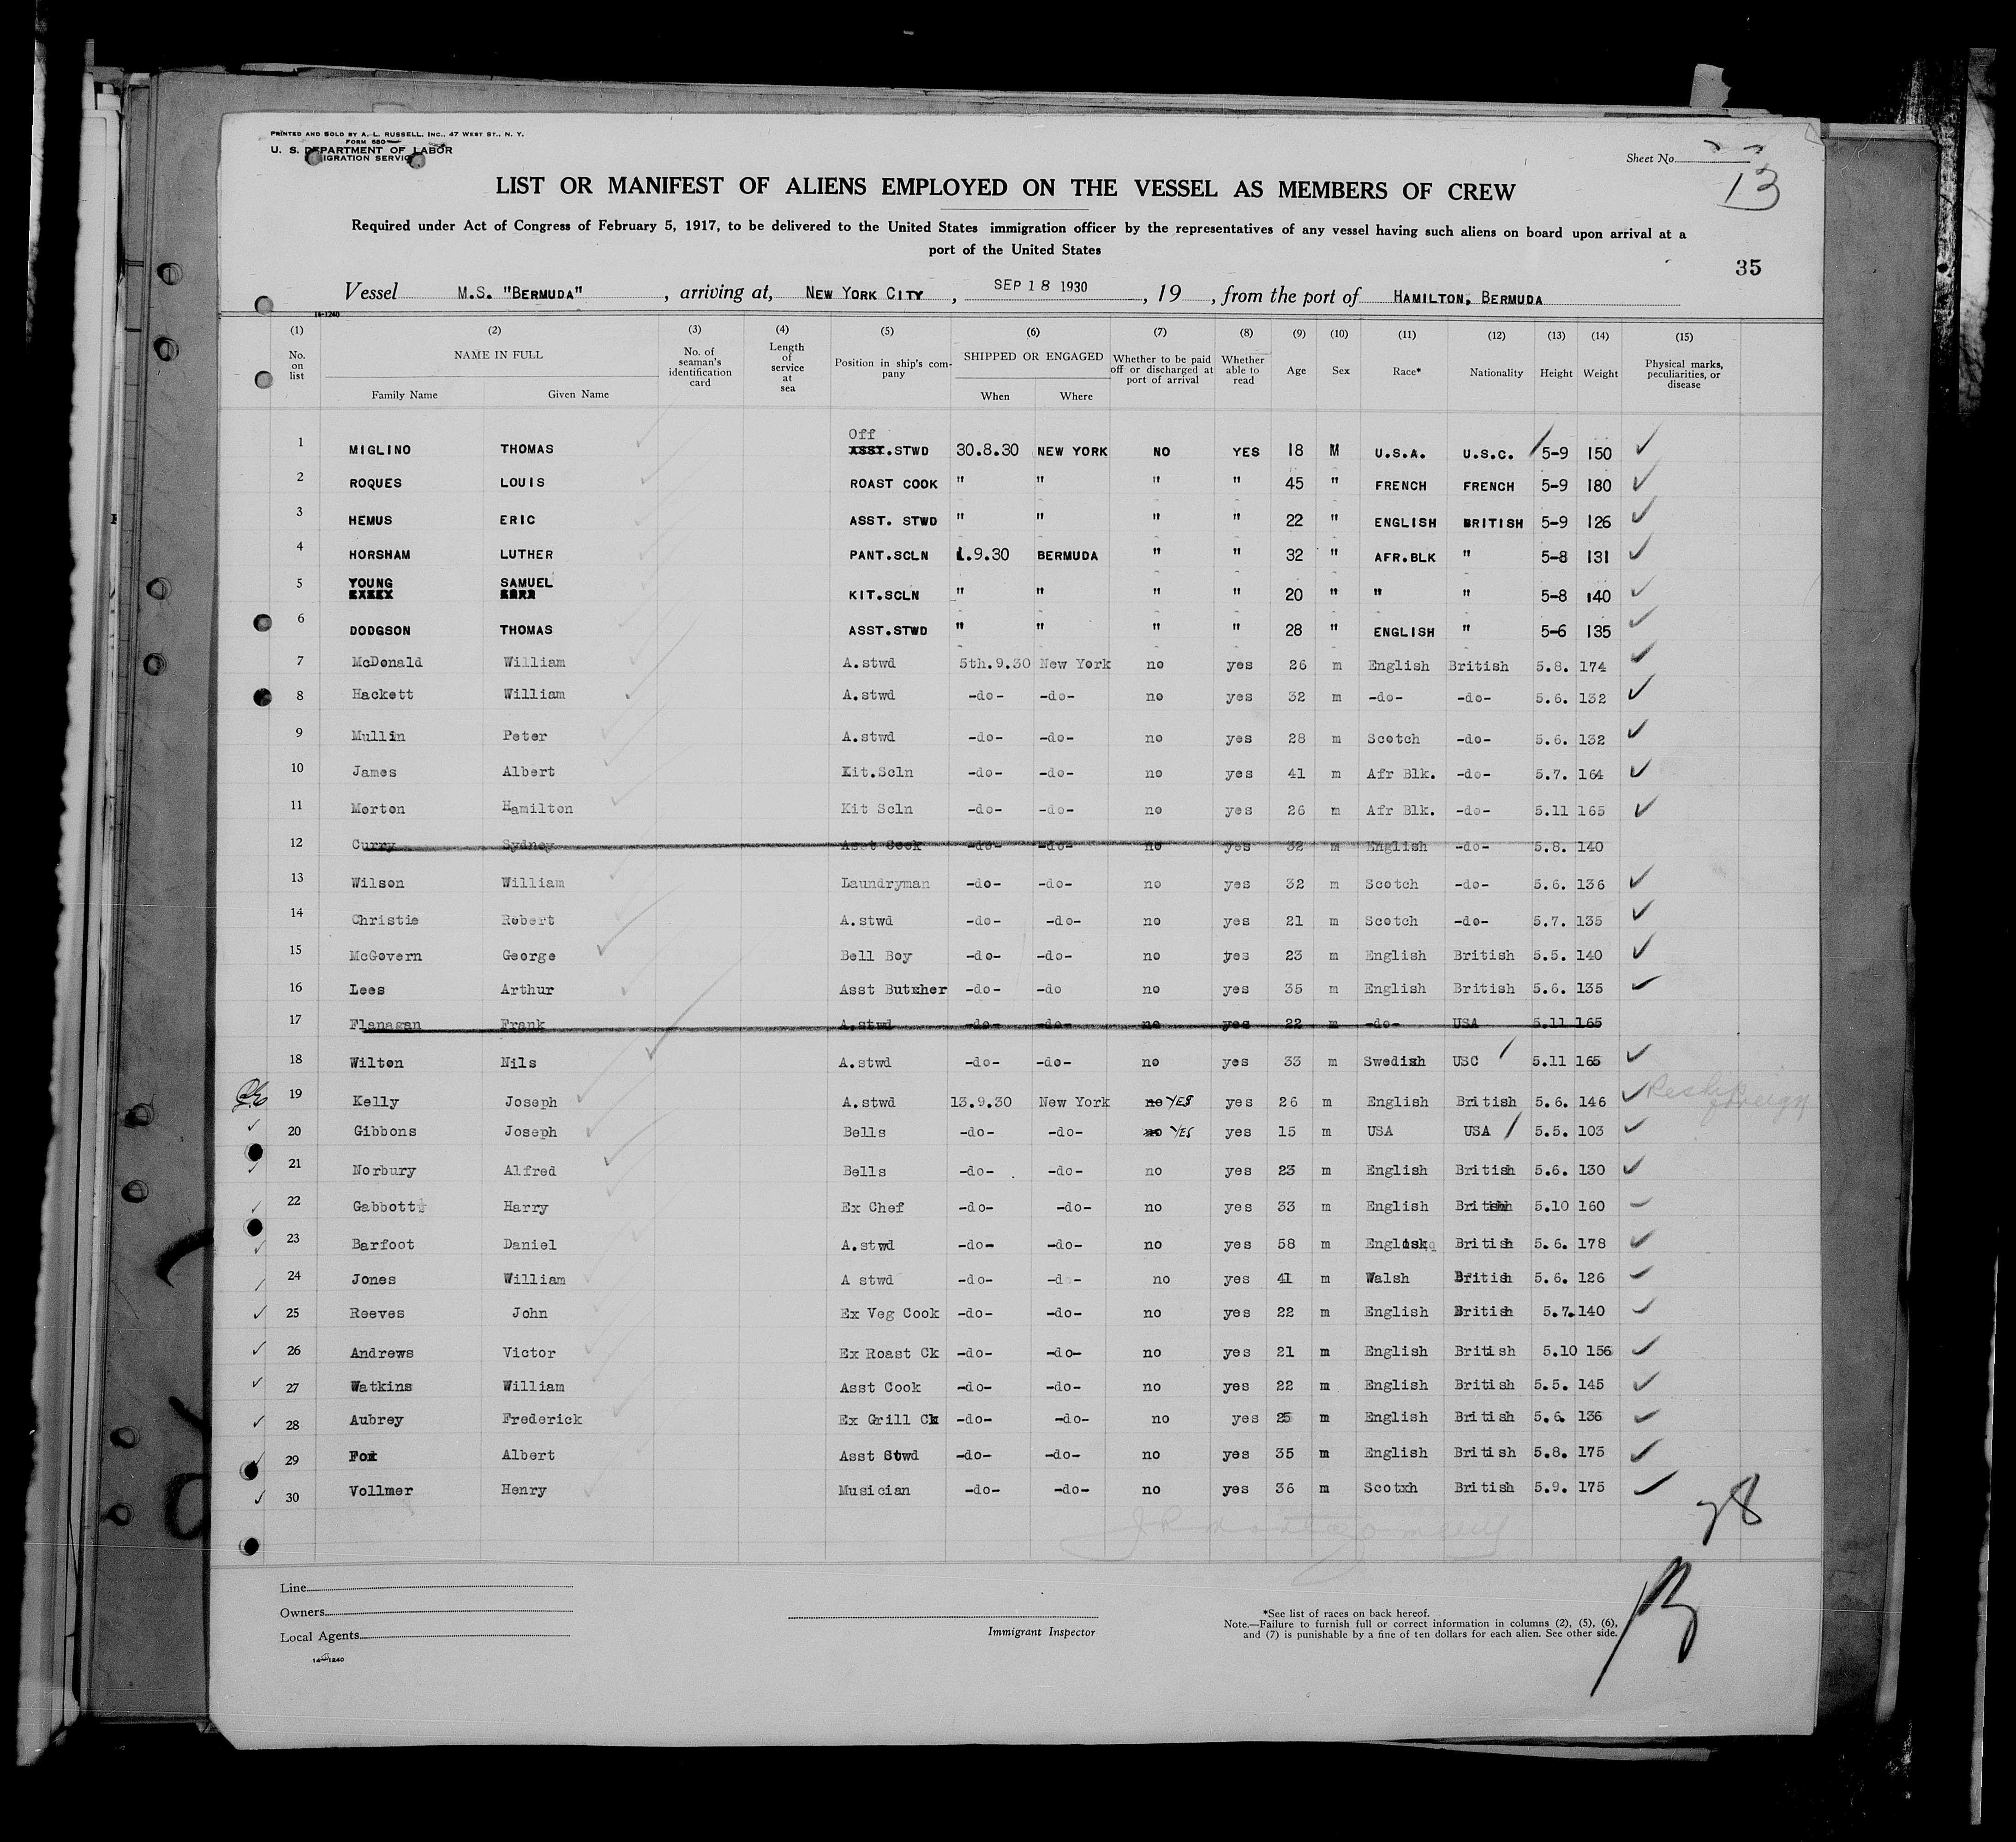 PRINTED AND SOLD BY A. L. RUSSELL, INC., 47 WEST ST., N. Y.
FORM 680
U. S. DEPARTMENT OF LABOR
IGRATION SERVIC
Sheet No.
13
LIST OR MANIFEST OF ALIENS EMPLOYED ON THE VESSEL AS MEMBERS OF CREW
Required under Act of Congress of February 5, 1917, to be delivered to the United States immigration officer by the representatives of any vessel having such aliens on board upon arrival at a
port of the United States
35
Vessel M.S. "BERMUDA", arriving at, NEW YORK CITY, SEP 18 1930, 19, from the port of HAMILTON, BERMUDA
14-1240
(1) (2) (3) (4) (5) (6) (7) (8) (9) (10) (11) (12) (13) (14) (15)
No. on list NAME IN FULL Family Name Given Name No. of seaman's identification card Length of service at sea Position in ship's company SHIPPED OR ENGAGED When Where Whether to be paid off or discharged at port of arrival Whether able to read Age Sex Race* Nationality Height Weight Physical marks, peculiarities, or disease
Off
1 MIGLINO THOMAS ASST.STWD 30.8.30 NEW YORK NO YES 18 M U.S.A. U.S.C. 5-9 150
2 ROQUES LOUIS ROAST COOK " " " " 45 " FRENCH FRENCH 5-9 180
3 HEMUS ERIC ASST. STWD " " " " 22 " ENGLISH BRITISH 5-9 126
4 HORSHAM LUTHER PANT.SCLN 1.9.30 BERMUDA " " 32 " AFR.BLK " 5-8 131
5 YOUNG SAMUEL KIT.SCLN " " " " 20 " " " 5-8 140
6 DODGSON THOMAS ASST.STWD " " " " 28 " ENGLISH " 5-6 135
7 McDonald William A.stwd 5th.9.30 New York no yes 26 m English British 5.8. 174
8 Hackett William A.stwd -do- -do- no yes 32 m -do- -do- 5.6. 132
9 Mullin Peter A.stwd -do- -do- no yes 28 m Scotch -do- 5.6. 132
10 James Albert Kit.Scln -do- -do- no yes 41 m Afr Blk. -do- 5.7. 164
11 Morton Hamilton Kit Scln -do- -do- no yes 26 m Afr Blk. -do- 5.11 165
12 Curry Sydney Asst Cook -do- -do- no yes 32 m English -do- 5.8. 140
13 Wilson William Laundryman -do- -do- no yes 32 m Scotch -do- 5.6. 136
14 Christie Robert A.stwd -do- -do- no yes 21 m Scotch -do- 5.7. 135
15 McGovern George Bell Boy -do- -do- no yes 23 m English British 5.5. 140
16 Lees Arthur Asst Butxher -do- -do no yes 35 m English British 5.6. 135
17 Flanagan Frank A.stwd -do- -do- no yes 22 m -do- USA 5.11 165
18 Wilton Nils A.stwd -do- -do- no yes 33 m Swedish USC 5.11 165
19 Kelly Joseph A.stwd 13.9.30 New York no YES yes 26 m English British 5.6. 146 Reship foreign
20 Gibbons Joseph Bells -do- -do- no YES yes 15 m USA USA 5.5. 103
21 Norbury Alfred Bells -do- -do- no yes 23 m English British 5.6. 130
22 Gabbott Harry Ex Chef -do- -do- no yes 33 m English British 5.10 160
23 Barfoot Daniel A.stwd -do- -do- no yes 58 m English British 5.6. 178
24 Jones William A stwd -do- -d - no yes 41 m Walsh British 5.6. 126
25 Reeves John Ex Veg Cook -do- -do- no yes 22 m English British 5.7. 140
26 Andrews Victor Ex Roast Ck -do- -do- no yes 21 m English British 5.10 156
27 Watkins William Asst Cook -do- -do- no yes 22 m English British 5.5. 145
28 Aubrey Frederick Ex Grill Ck -do- -do- no yes 25 m English British 5.6. 136
29 Fox Albert Asst Stwd -do- -do- no yes 35 m English British 5.8. 175
30 Vollmer Henry Musician -do- -do- no yes 36 m Scotxh British 5.9. 175
28
Line
Owners
Local Agents
14-1240
Immigrant Inspector
*See list of races on back hereof.
Note.—Failure to furnish full or correct information in columns (2), (5), (6),
and (7) is punishable by a fine of ten dollars for each alien. See other side.